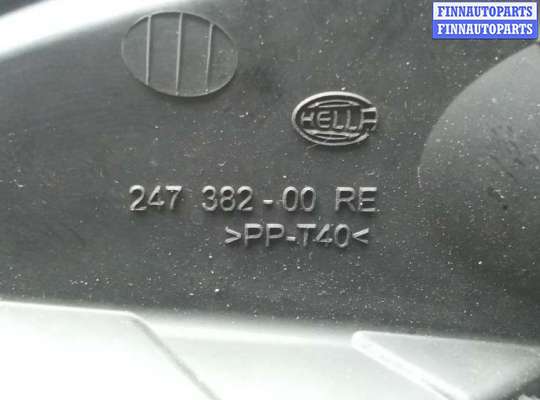 FINNAUTOPARTS
FINNAUTOPARTS
HELLA
247 382-00 RE
>PP-T40<